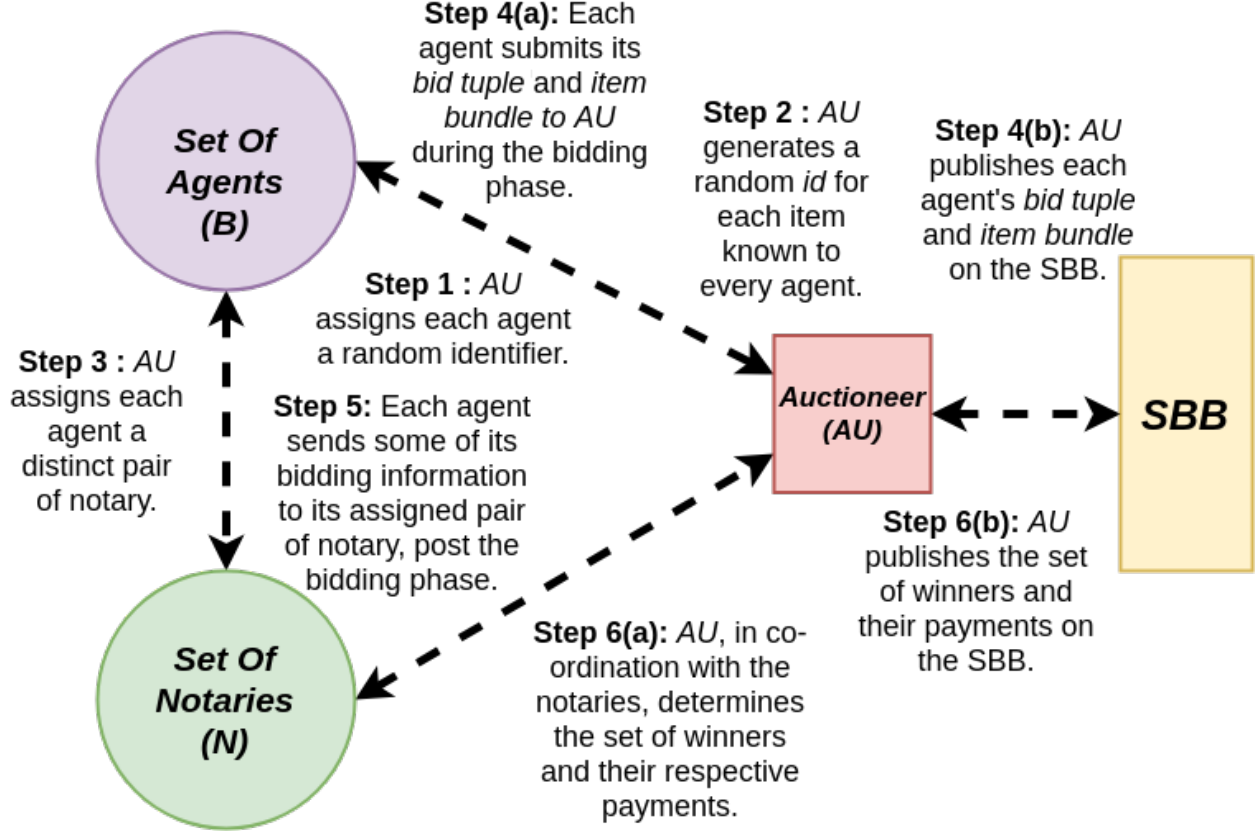 Step 4(a): Each
agent submits its
bid tuple and item
bundle to AU
during the bidding
phase.
Set Of
Agents
(B)
Step 2 : AU
generates a
random id for
each item
known to
every agent.
Step 4(b): AU
publishes each
agent's bid tuple
and item bundle
on the SBB.
Step 1 : AU
assigns each agent
a random identifier.
Step 3 : AU
assigns each
agent a
distinct pair
of notary.
Step 5: Each agent
sends some of its
bidding information
to its assigned pair
of notary, post the
bidding phase.
Auctioneer
(AU)
SBB
Set Of
Notaries
(N)
Step 6(a): AU, in co-
ordination with the
notaries, determines
the set of winners
and their respective
payments.
Step 6(b): AU
publishes the set
of winners and
their payments on
the SBB.